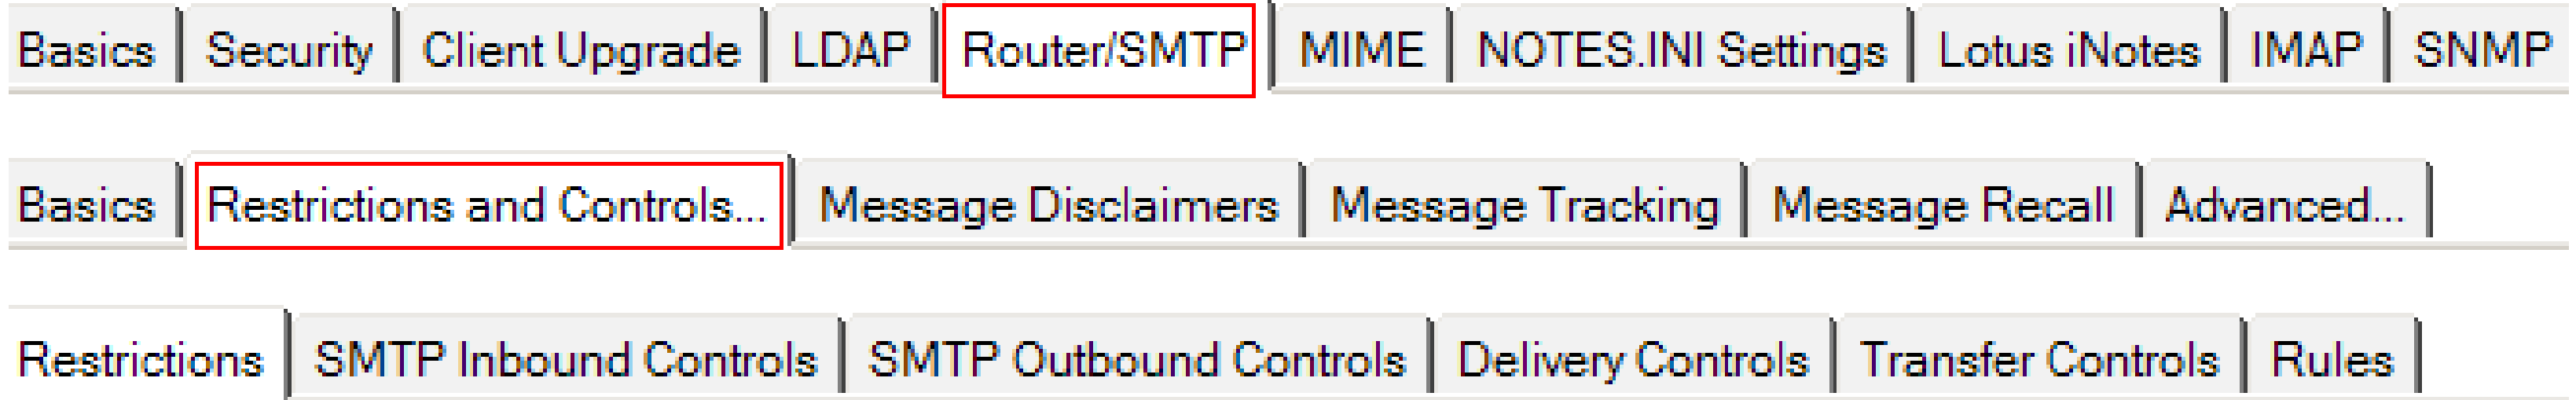 Basics Security Client Upgrade LDAP Router/SMTP MIME NOTES.INI Settings Lotus iNotes IMAP SNMP
Basics Restrictions and Controls... Message Disclaimers Message Tracking Message Recall Advanced...
Restrictions SMTP Inbound Controls SMTP Outbound Controls Delivery Controls Transfer Controls Rules